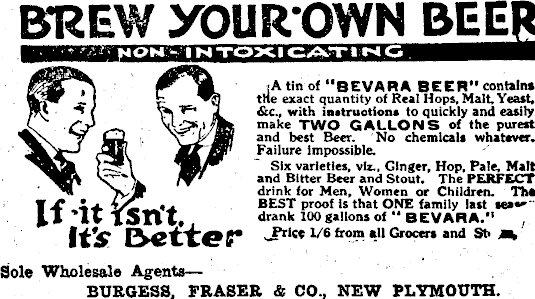 BREW YOUR OWN BEER
NON-INTOXICATING
A tin of "BEVARA BEER" contains
the exact quantity of Real Hops, Malt, Yeast,
&c., with instructions to quickly and easily
make TWO GALLONS of the purest
and best Beer. No chemicals whatever.
Failure impossible.
Six varieties, viz., Ginger, Hop, Pale, Malt
and Bitter Beer and Stout. The PERFECT
drink for Men, Women or Children. The
BEST proof is that ONE family last
drank 100 gallons of "BEVARA."
Price 1/6 from all Grocers and
If it isn't,
It's Better
Sole Wholesale Agents—
BURGESS, FRASER & CO., NEW PLYMOUTH.